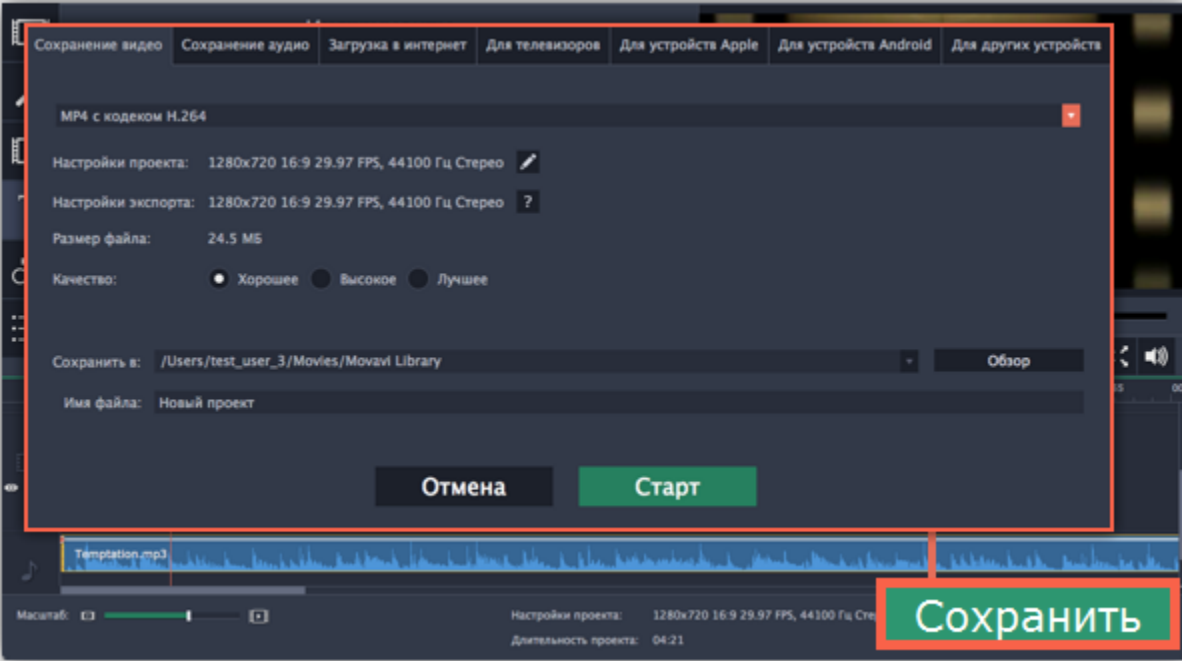 Сохранение видео Сохранение аудио Загрузка в интернет Для телевизоров Для устройств Apple Для устройств Android Для других устройств
MP4 с кодеком H.264
Настройки проекта: 1280x720 16:9 29.97 FPS, 44100 Гц Стерео
Настройки экспорта: 1280x720 16:9 29.97 FPS, 44100 Гц Стерео ?
Размер файла: 24.5 МБ
Качество: Хорошее Высокое Лучшее
Сохранить в: /Users/test_user_3/Movies/Movavi Library Обзор
Имя файла: Новый проект
Отмена Старт
Temptation.mp3
Масштаб:
Настройки проекта: 1280x720 16:9 29.97 FPS, 44100 Гц
Длительность проекта: 04:21
Сохранить